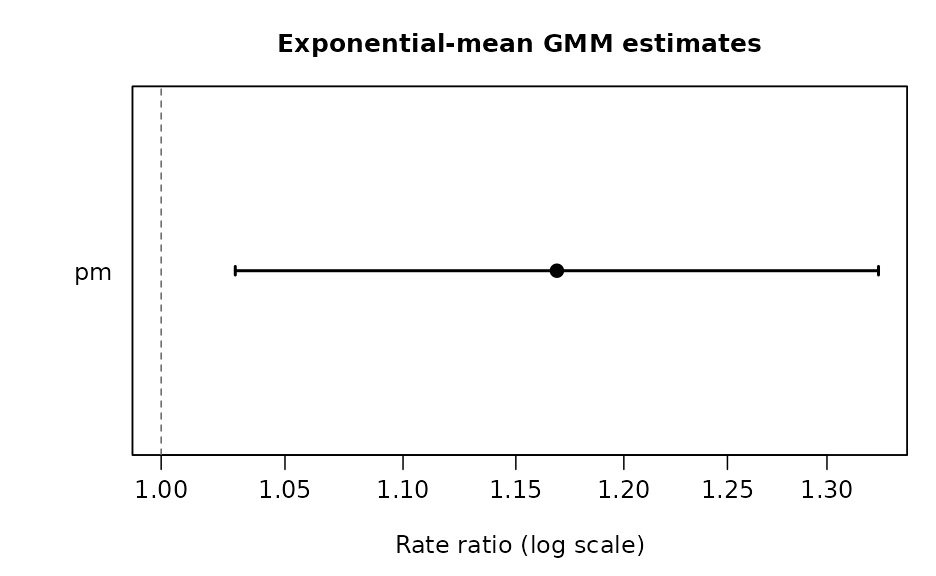 Exponential-mean GMM estimates
pm
1.00 1.05 1.10 1.15 1.20 1.25 1.30
Rate ratio (log scale)